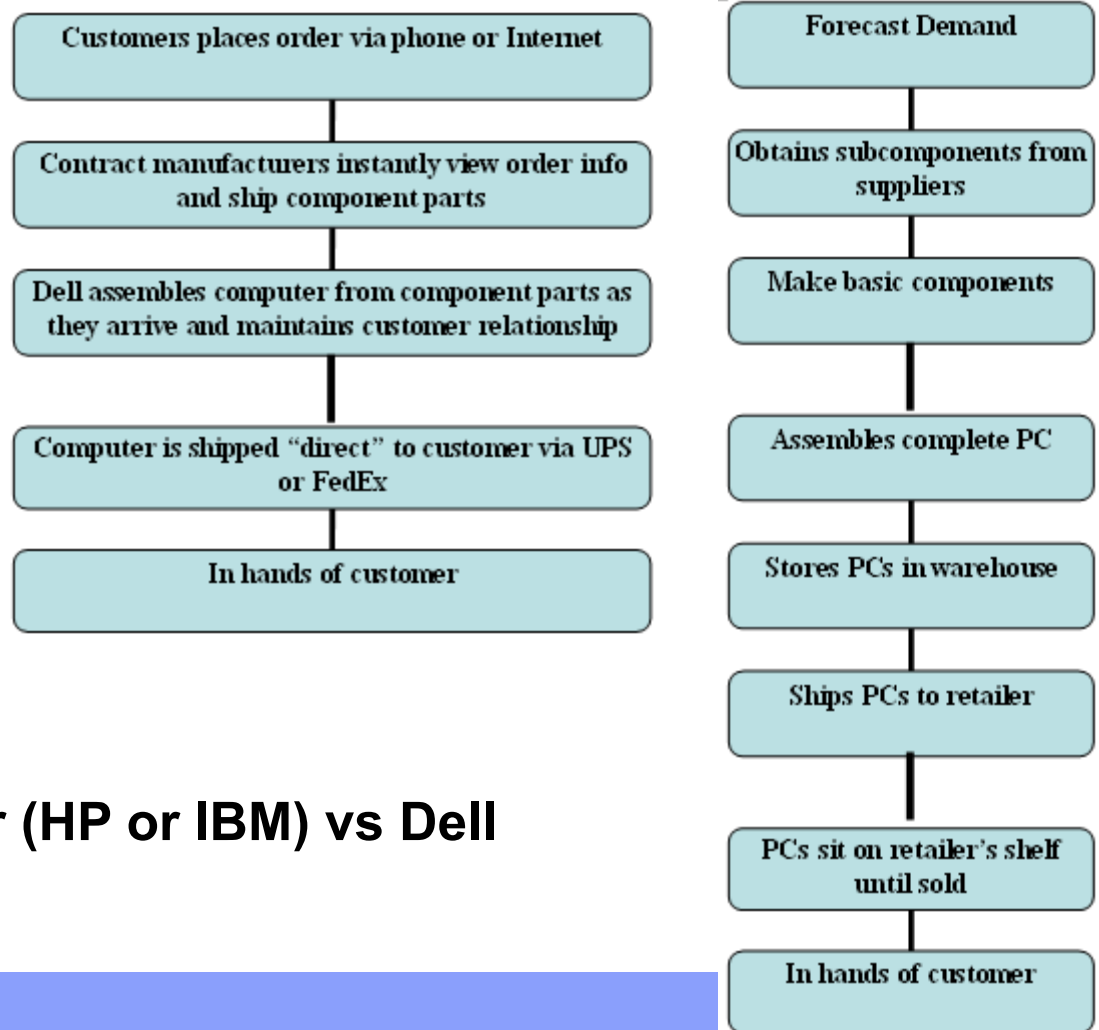 Customers places order via phone or Internet
Contract manufacturers instantly view order info
and ship component parts
Dell assembles computer from component parts as
they arrive and maintains customer relationship
Computer is shipped “direct” to customer via UPS
or FedEx
In hands of customer
Forecast Demand
Obtains subcomponents from
suppliers
Make basic components
Assembles complete PC
Stores PCs in warehouse
Ships PCs to retailer
PCs sit on retailer’s shelf
until sold
In hands of customer
(HP or IBM) vs Dell